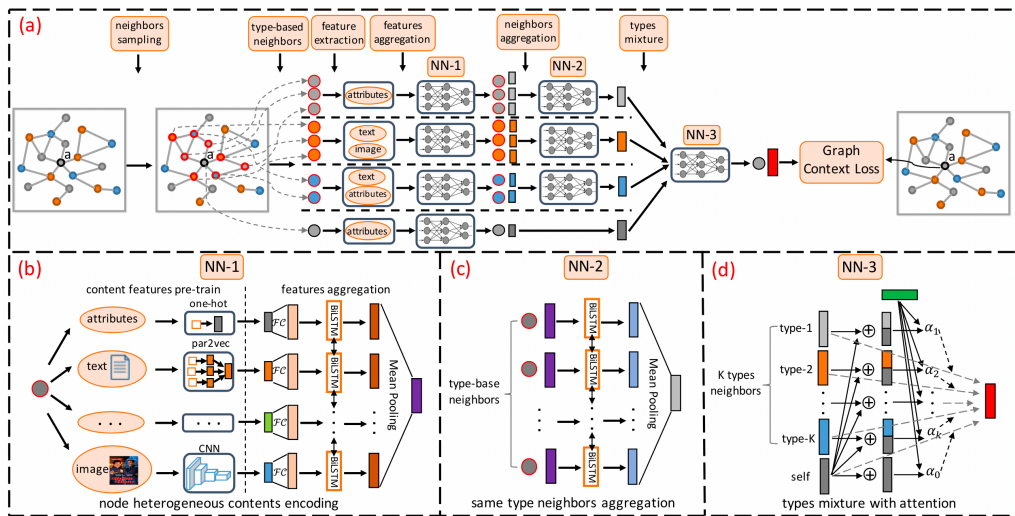 (a)
neighbors
sampling
type-based
neighbors
feature
extraction
features
aggregation
neighbors
aggregation
types
mixture
NN-1
NN-2
NN-3
a
a
a
attributes
text
image
text
attributes
attributes
Graph
Context Loss
(b)
NN-1
content features pre-train
features aggregation
attributes
one-hot
text
par2vec
. . .
. . . .
image
CNN
FC
FC
FC
FC
BiLSTM
BiLSTM
BiLSTM
Mean Pooling
node heterogeneous contents encoding
(c)
NN-2
type-base
neighbors
BiLSTM
BiLSTM
BiLSTM
Mean Pooling
same type neighbors aggregation
(d)
NN-3
K types
neighbors
type-1
type-2
type-K
self
α1
α2
αk
α0
types mixture with attention